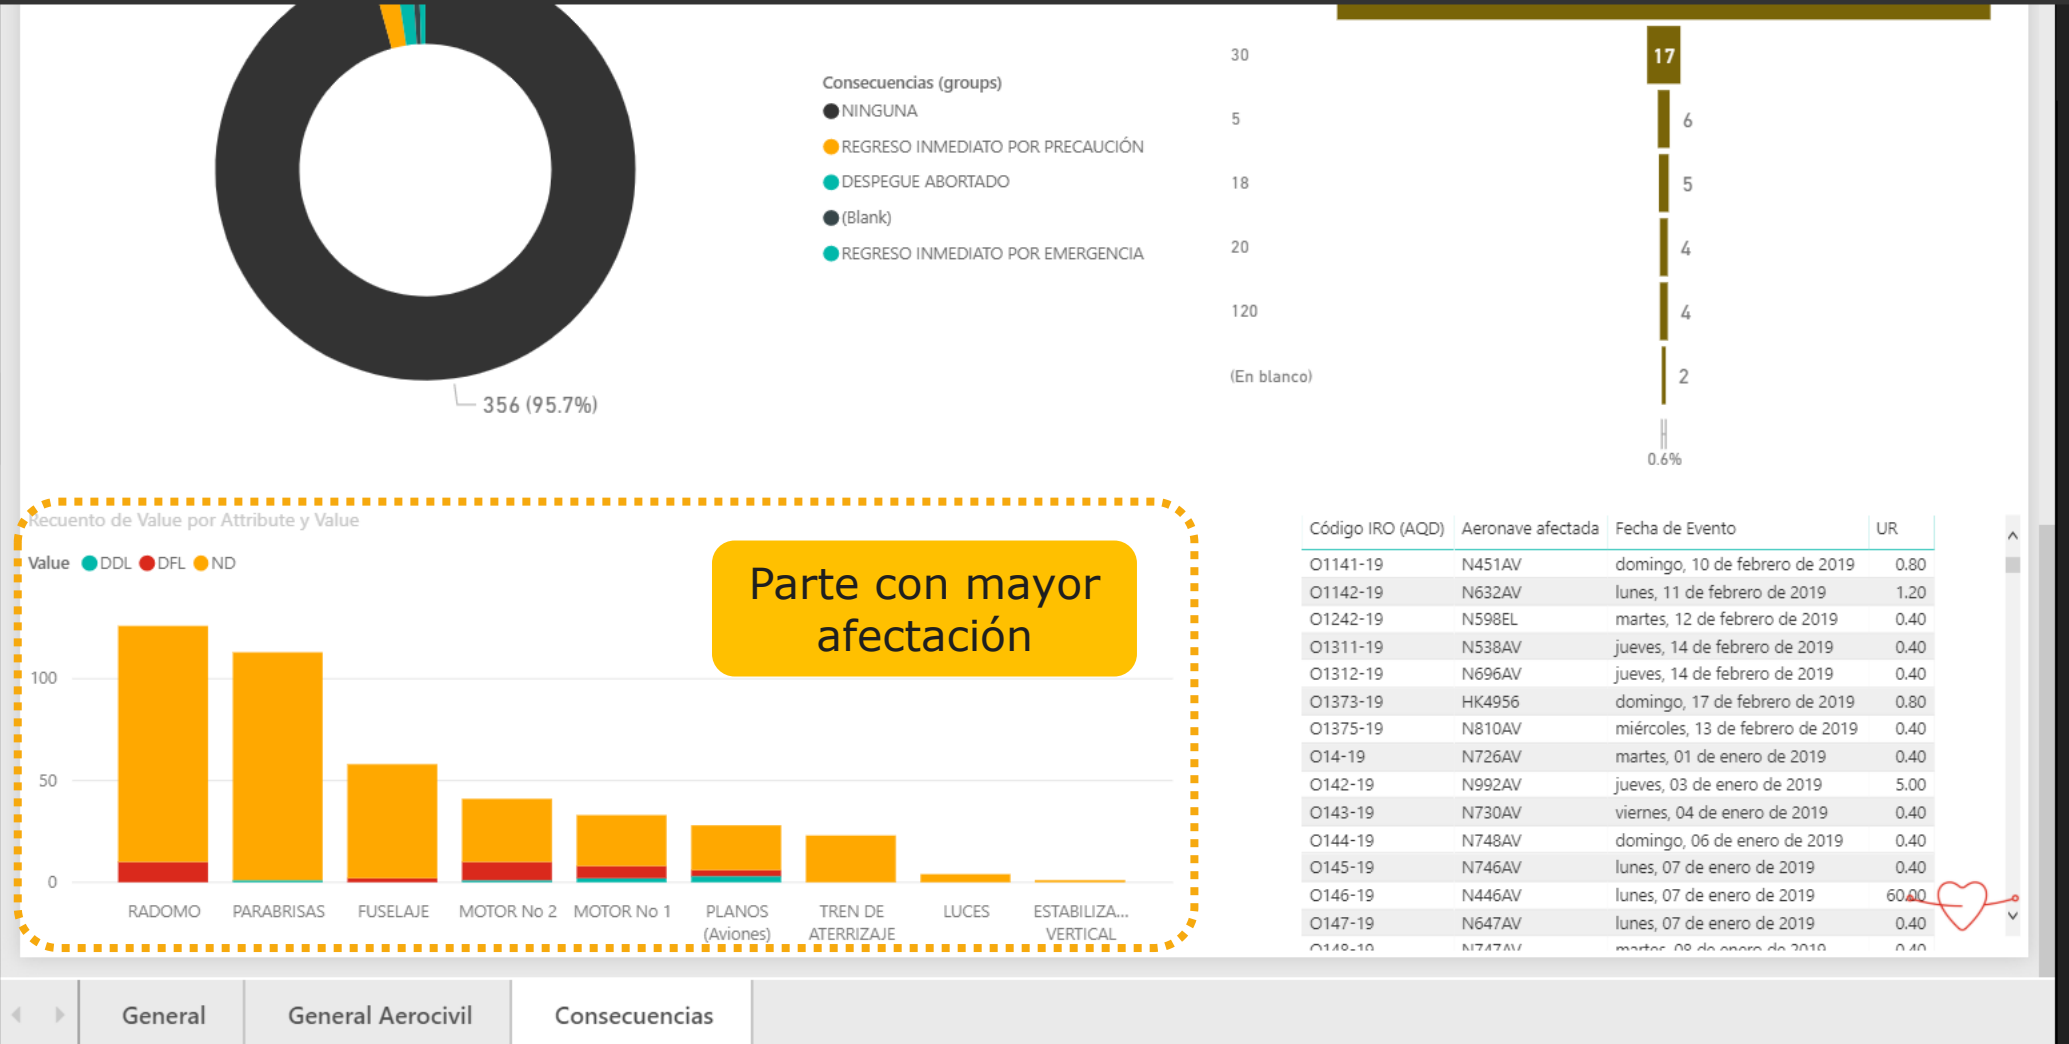 356 (95.7%)
Consecuencias (groups)
NINGUNA
REGRESO INMEDIATO POR PRECAUCIÓN
DESPEGUE ABORTADO
(Blank)
REGRESO INMEDIATO POR EMERGENCIA
30
17
5
6
18
5
20
4
120
4
(En blanco)
2
0.6%
Recuento de Value por Attribute y Value
Value DDL DFL ND
Parte con mayor
afectación
100
50
0
RADOMO
PARABRISAS
FUSELAJE
MOTOR No 2
MOTOR No 1
PLANOS
(Aviones)
TREN DE
ATERRIZAJE
LUCES
ESTABILIZA...
VERTICAL
Código IRO (AQD) Aeronave afectada Fecha de Evento UR
O1141-19 N451AV domingo, 10 de febrero de 2019 0.80
O1142-19 N632AV lunes, 11 de febrero de 2019 1.20
O1242-19 N598EL martes, 12 de febrero de 2019 0.40
O1311-19 N538AV jueves, 14 de febrero de 2019 0.40
O1312-19 N696AV jueves, 14 de febrero de 2019 0.40
O1373-19 HK4956 domingo, 17 de febrero de 2019 0.80
O1375-19 N810AV miércoles, 13 de febrero de 2019 0.40
O14-19 N726AV martes, 01 de enero de 2019 0.40
O142-19 N992AV jueves, 03 de enero de 2019 5.00
O143-19 N730AV viernes, 04 de enero de 2019 0.40
O144-19 N748AV domingo, 06 de enero de 2019 0.40
O145-19 N746AV lunes, 07 de enero de 2019 0.40
O146-19 N446AV lunes, 07 de enero de 2019 60.00
O147-19 N647AV lunes, 07 de enero de 2019 0.40
O148-19 N747AV martes, 08 de enero de 2019 0.40
General
General Aerocivil
Consecuencias